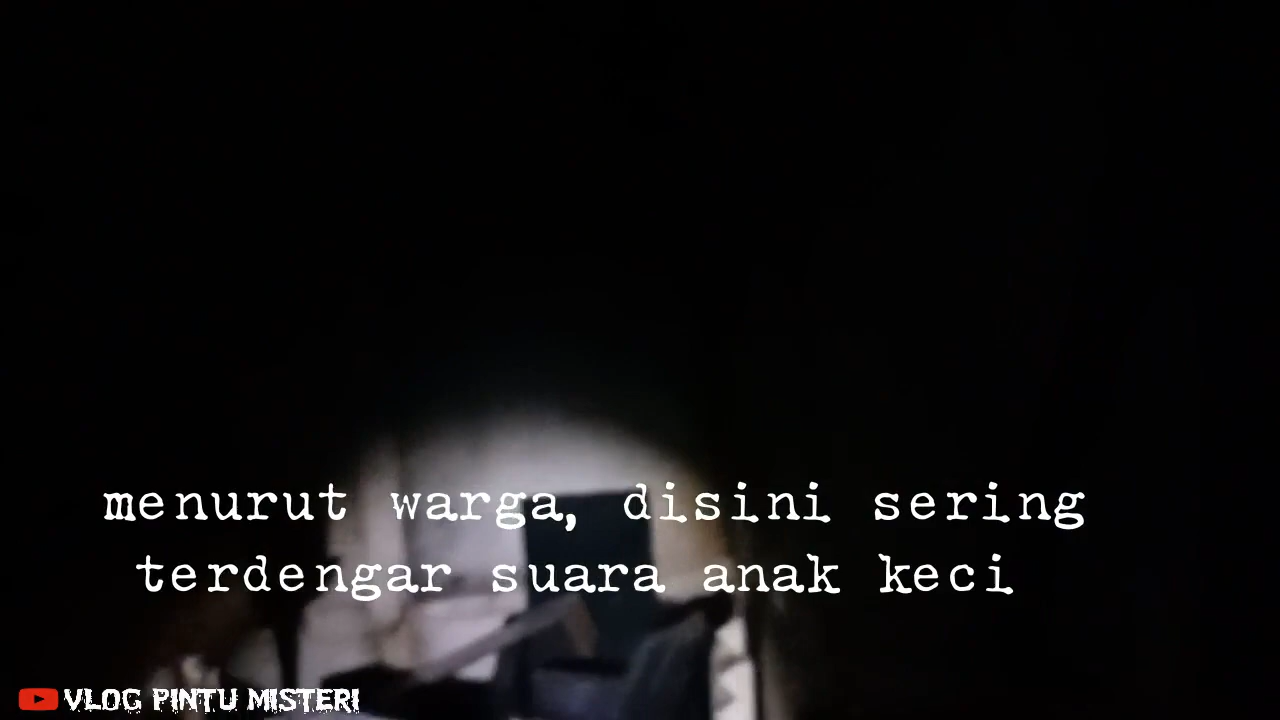 menurut warga, disini sering
terdengar suara anak keci
VLOG PINTU MISTERI